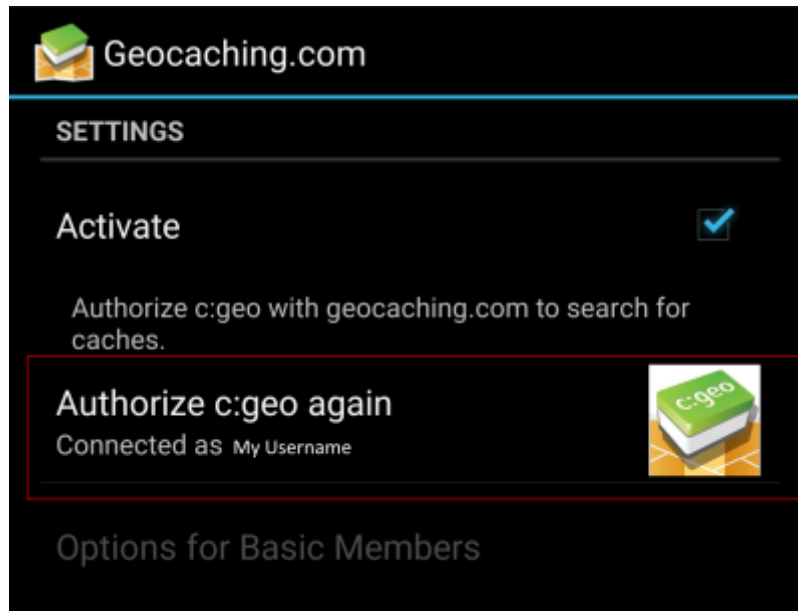 Geocaching.com
SETTINGS
Activate
Authorize c:geo with geocaching.com to search for
caches.
Authorize c:geo again
c:geo
Connected as My Username
Options for Basic Members